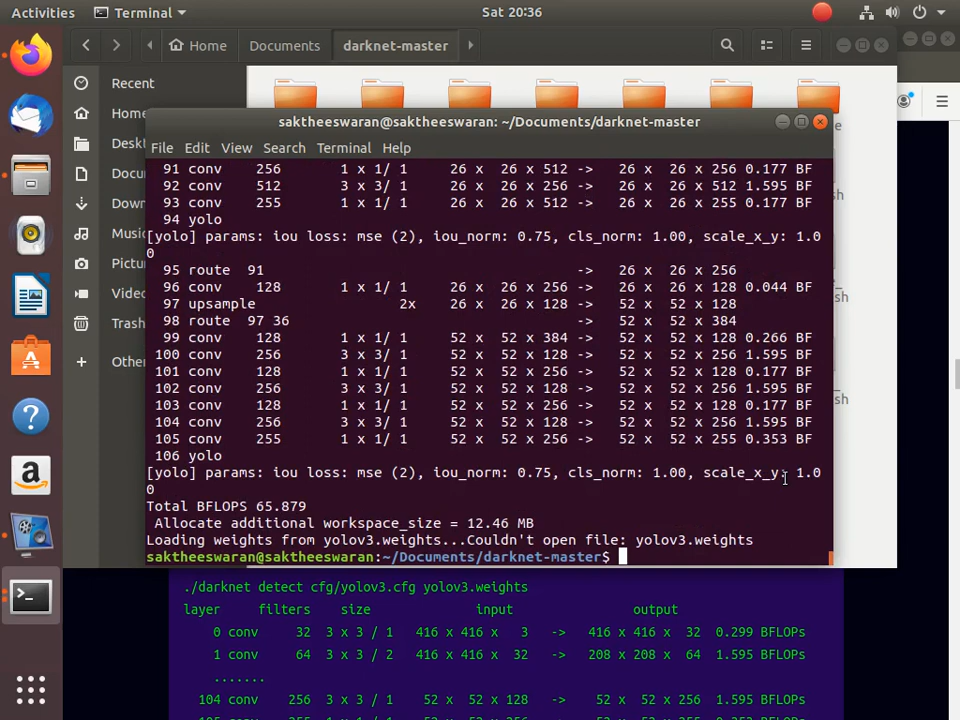 Activities
Terminal
Sat 20:36
Home
Documents
darknet-master
Recent
saktheeswaran@saktheeswaran: ~/Documents/darknet-master
File Edit View Search Terminal Help
91 conv 256 1 x 1/ 1 26 x 26 x 512 -> 26 x 26 x 256 0.177 BF
92 conv 512 3 x 3/ 1 26 x 26 x 256 -> 26 x 26 x 512 1.595 BF
93 conv 255 1 x 1/ 1 26 x 26 x 512 -> 26 x 26 x 255 0.177 BF
94 yolo
[yolo] params: iou loss: mse (2), iou_norm: 0.75, cls_norm: 1.00, scale_x_y: 1.0
0
95 route 91 -> 26 x 26 x 256
96 conv 128 1 x 1/ 1 26 x 26 x 256 -> 26 x 26 x 128 0.044 BF
97 upsample 2x 26 x 26 x 128 -> 52 x 52 x 128
98 route 97 36 -> 52 x 52 x 384
99 conv 128 1 x 1/ 1 52 x 52 x 384 -> 52 x 52 x 128 0.266 BF
100 conv 256 3 x 3/ 1 52 x 52 x 128 -> 52 x 52 x 256 1.595 BF
101 conv 128 1 x 1/ 1 52 x 52 x 256 -> 52 x 52 x 128 0.177 BF
102 conv 256 3 x 3/ 1 52 x 52 x 128 -> 52 x 52 x 256 1.595 BF
103 conv 128 1 x 1/ 1 52 x 52 x 256 -> 52 x 52 x 128 0.177 BF
104 conv 256 3 x 3/ 1 52 x 52 x 128 -> 52 x 52 x 256 1.595 BF
105 conv 255 1 x 1/ 1 52 x 52 x 256 -> 52 x 52 x 255 0.353 BF
106 yolo
[yolo] params: iou loss: mse (2), iou_norm: 0.75, cls_norm: 1.00, scale_x_y: 1.0
0
Total BFLOPS 65.879
Allocate additional workspace_size = 12.46 MB
Loading weights from yolov3.weights...Couldn't open file: yolov3.weights
saktheeswaran@saktheeswaran:~/Documents/darknet-master$
./darknet detect cfg/yolov3.cfg yolov3.weights
layer filters size input output
0 conv 32 3 x 3 / 1 416 x 416 x 3 -> 416 x 416 x 32 0.299 BFLOPs
1 conv 64 3 x 3 / 2 416 x 416 x 32 -> 208 x 208 x 64 1.595 BFLOPs
.......
104 conv 256 3 x 3 / 1 52 x 52 x 128 -> 52 x 52 x 256 1.595 BFLOPs